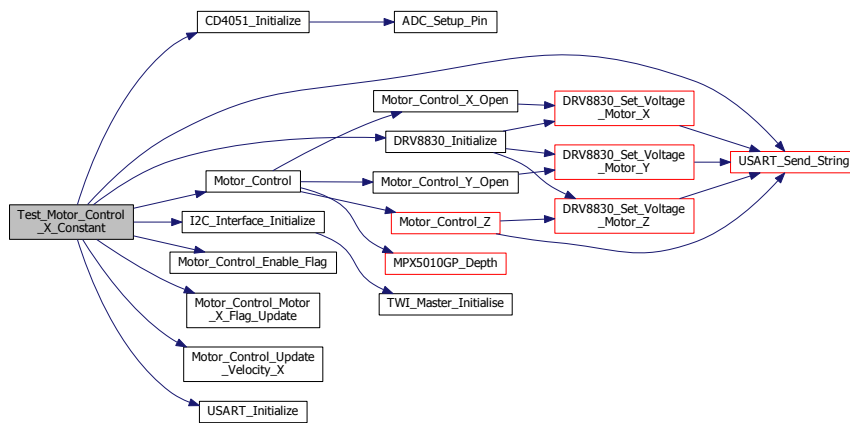 CD4051_Initialize
ADC_Setup_Pin
Motor_Control_X_Open
DRV8830_Set_Voltage
_Motor_X
DRV8830_Initialize
DRV8830_Set_Voltage
_Motor_Y
USART_Send_String
Motor_Control
Motor_Control_Y_Open
Test_Motor_Control
_X_Constant
I2C_Interface_Initialize
Motor_Control_Z
DRV8830_Set_Voltage
_Motor_Z
Motor_Control_Enable_Flag
MPX5010GP_Depth
Motor_Control_Motor
_X_Flag_Update
TWI_Master_Initialise
Motor_Control_Update
_Velocity_X
USART_Initialize